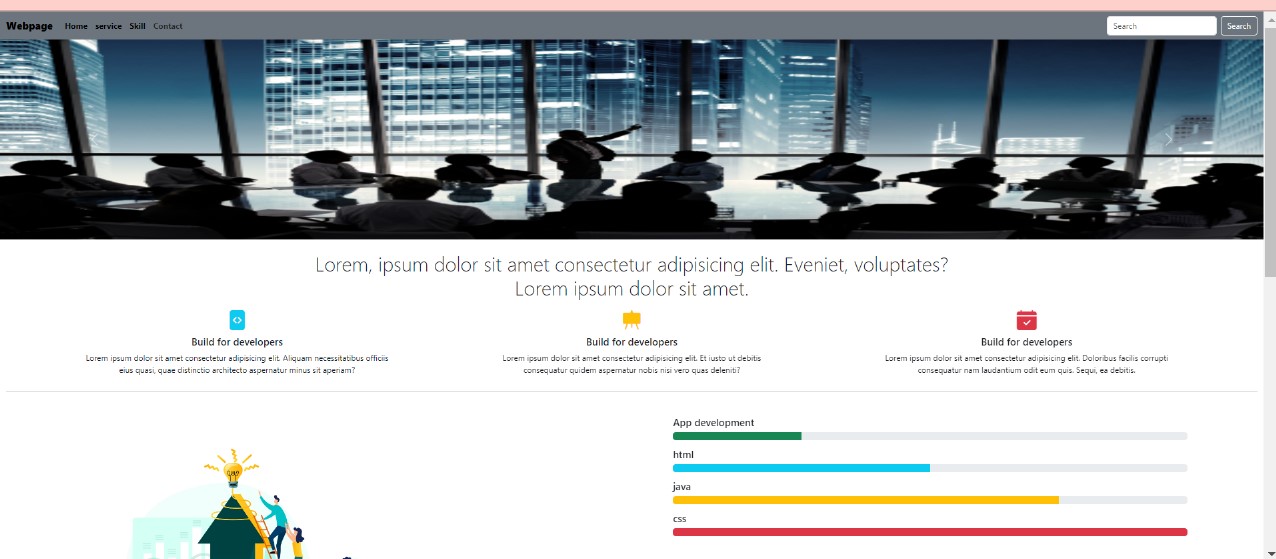 Webpage Home service Skill Contact Search Search
Lorem, ipsum dolor sit amet consectetur adipisicing elit. Eveniet, voluptates?
Lorem ipsum dolor sit amet.
Build for developers
Lorem ipsum dolor sit amet consectetur adipisicing elit. Aliquam necessitatibus officiis
eius quasi, quae distinctio architecto aspernatur minus sit aperiam?
Build for developers
Lorem ipsum dolor sit amet consectetur adipisicing elit. Et iusto ut debitis
consequatur quidem aspernatur nobis nisi vero quas deleniti?
Build for developers
Lorem ipsum dolor sit amet consectetur adipisicing elit. Doloribus facilis corrupti
consequatur nam laudantium odit eum quis. Sequi, ea debitis.
App development
html
java
css